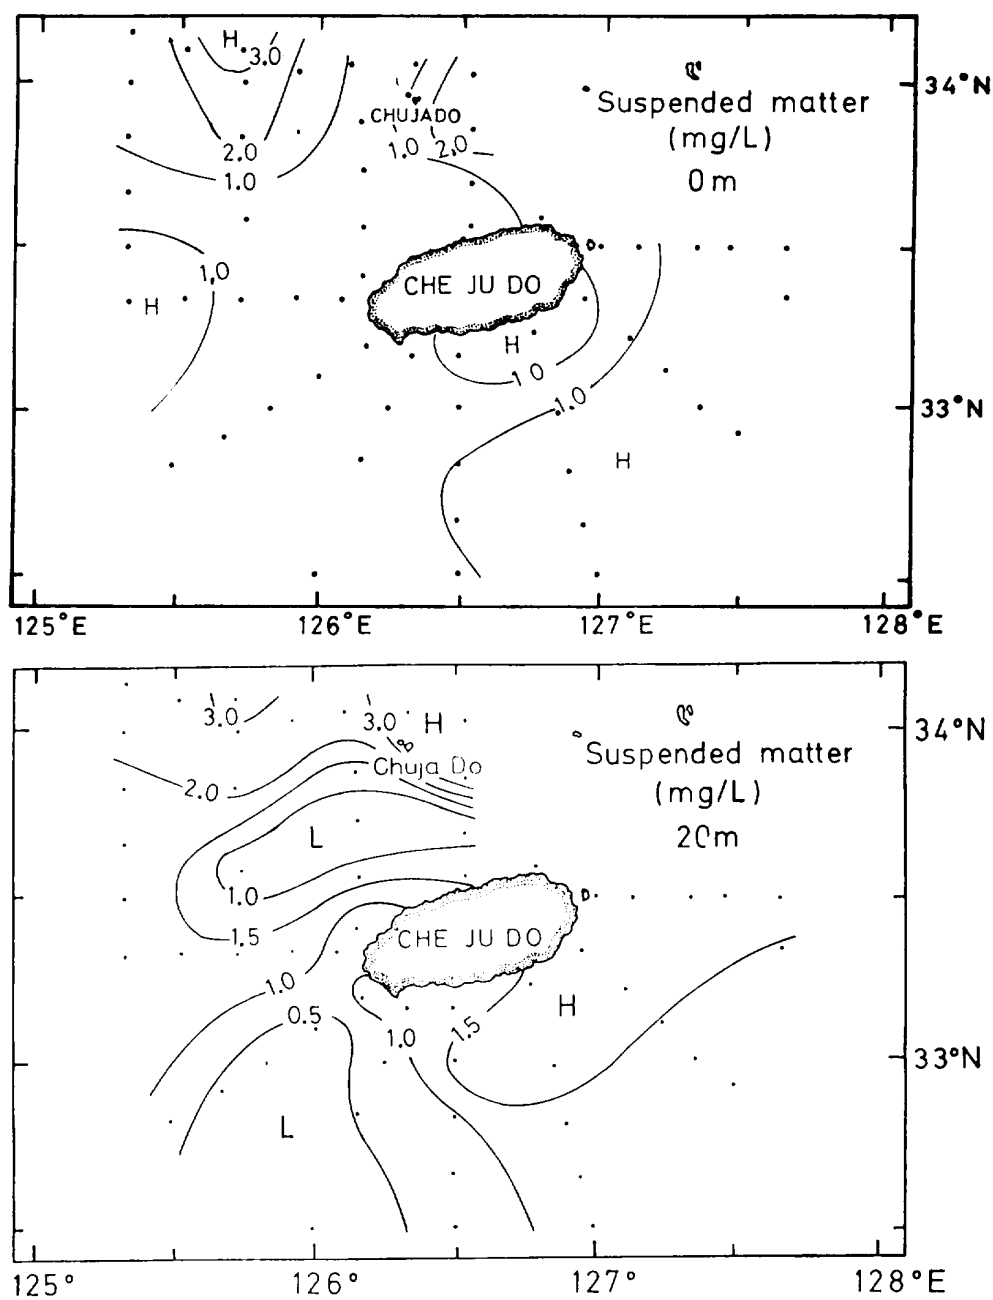 H
3.0
34°N
Suspended matter
CHUJADO
(mg/L)
2.0
1.0 2,0
1.0
0m
1,0
CHE JU DO
H
H
1 0
1.0
33°N
H
125°E
126°E
127°E
128°E
3.0
3.0
H
34°N
Suspended matter
Chuja Do
2.0
(mg/L)
L
20m
1.0
1.5
CHE JU DO
1.0
H
0.5
1.0
1.5
33°N
L
125°
126°
127°
128°E